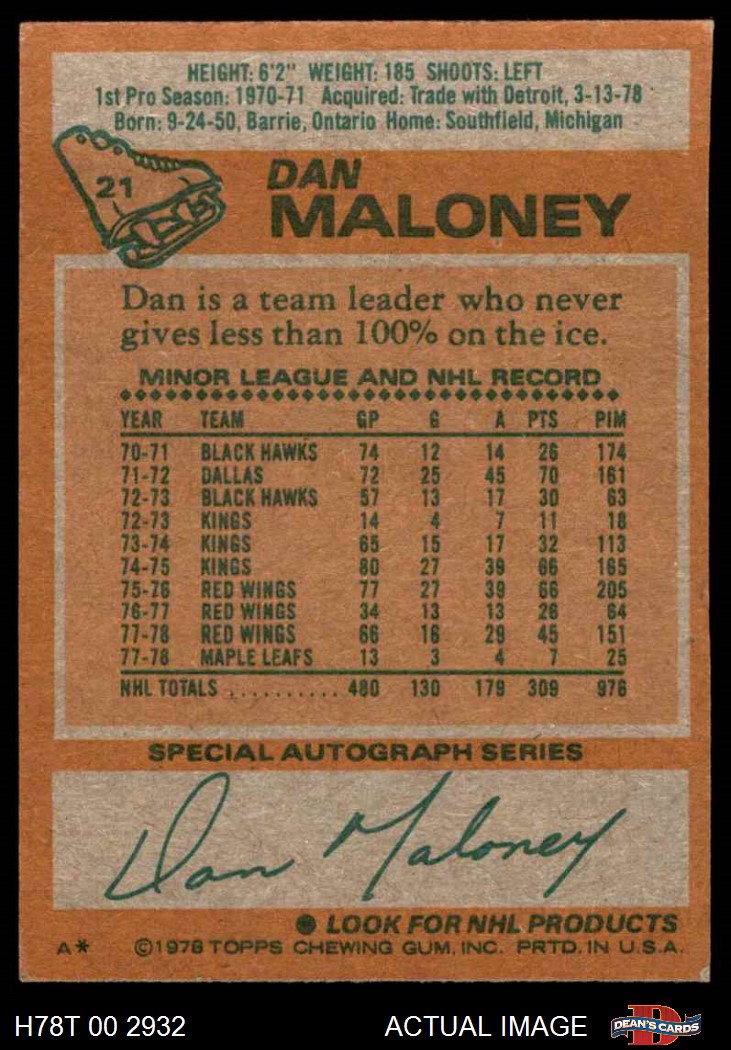 HEIGHT: 6'2" WEIGHT: 185 SHOOTS: LEFT
1st Pro Season: 1970-71 Acquired: Trade with Detroit, 3-13-78
Born: 9-24-50, Barrie, Ontario Home: Southfield, Michigan
21
DAN
MALONEY
Dan is a team leader who never
gives less than 100% on the ice.
MINOR LEAGUE AND NHL RECORD
YEAR TEAM GP G A PTS PIM
70-71 BLACK HAWKS 74 12 14 26 174
71-72 DALLAS 72 25 45 70 161
72-73 BLACK HAWKS 57 13 17 30 63
72-73 KINGS 14 4 7 11 18
73-74 KINGS 65 15 17 32 113
74-75 KINGS 80 27 39 66 165
75-76 RED WINGS 77 27 39 66 205
76-77 RED WINGS 34 13 13 26 64
77-78 RED WINGS 66 16 29 45 151
77-78 MAPLE LEAFS 13 3 4 7 25
NHL TOTALS .......... 480 130 179 309 978
SPECIAL AUTOGRAPH SERIES
Dan Maloney
● LOOK FOR NHL PRODUCTS
A* ©1978 TOPPS CHEWING GUM, INC. PRTD. IN U.S.A.
H78T 00 2932 ACTUAL IMAGE D DEAN'S CARDS